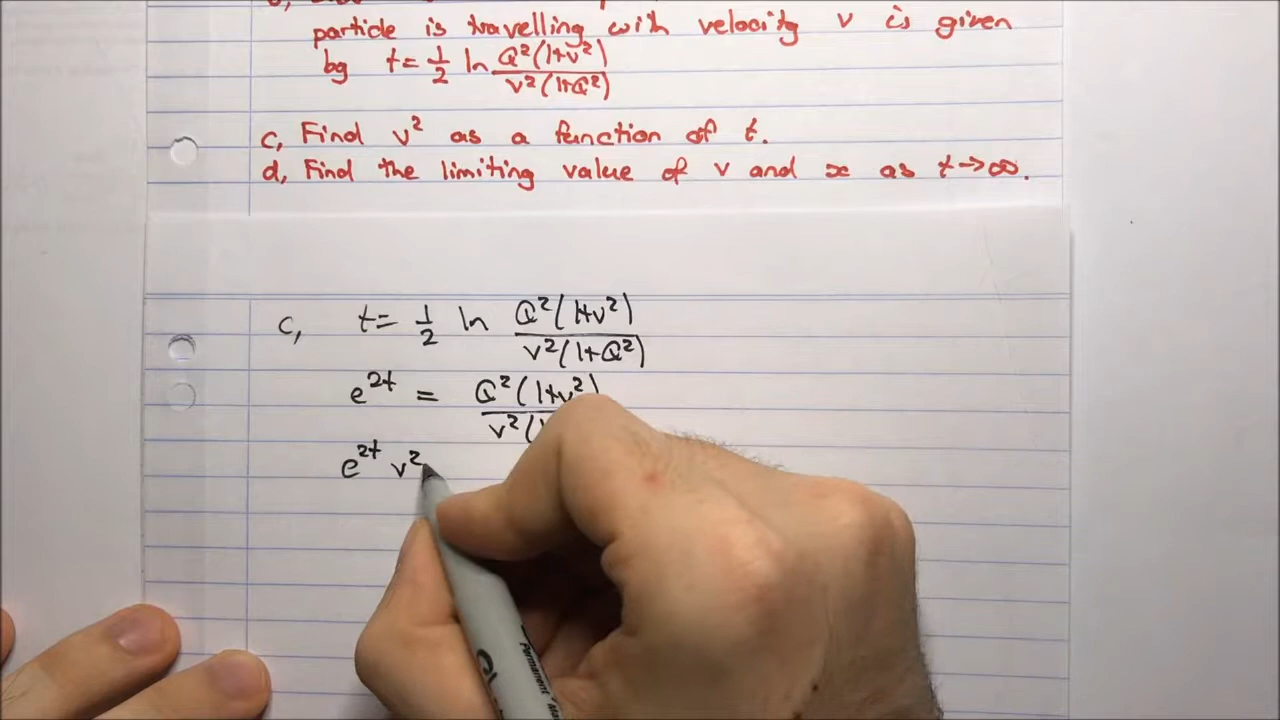 particle is travelling with velocity v is given
by t = 1/2 ln Q²(1+v²) / v²(1+Q²)
c, Find v² as a function of t.
d, Find the limiting value of v and x as t→∞.
c, t = 1/2 ln Q²(1+v²) / v²(1+Q²)
e^2t = Q²(1+v²) / v²(
e^2t v²
Permanent